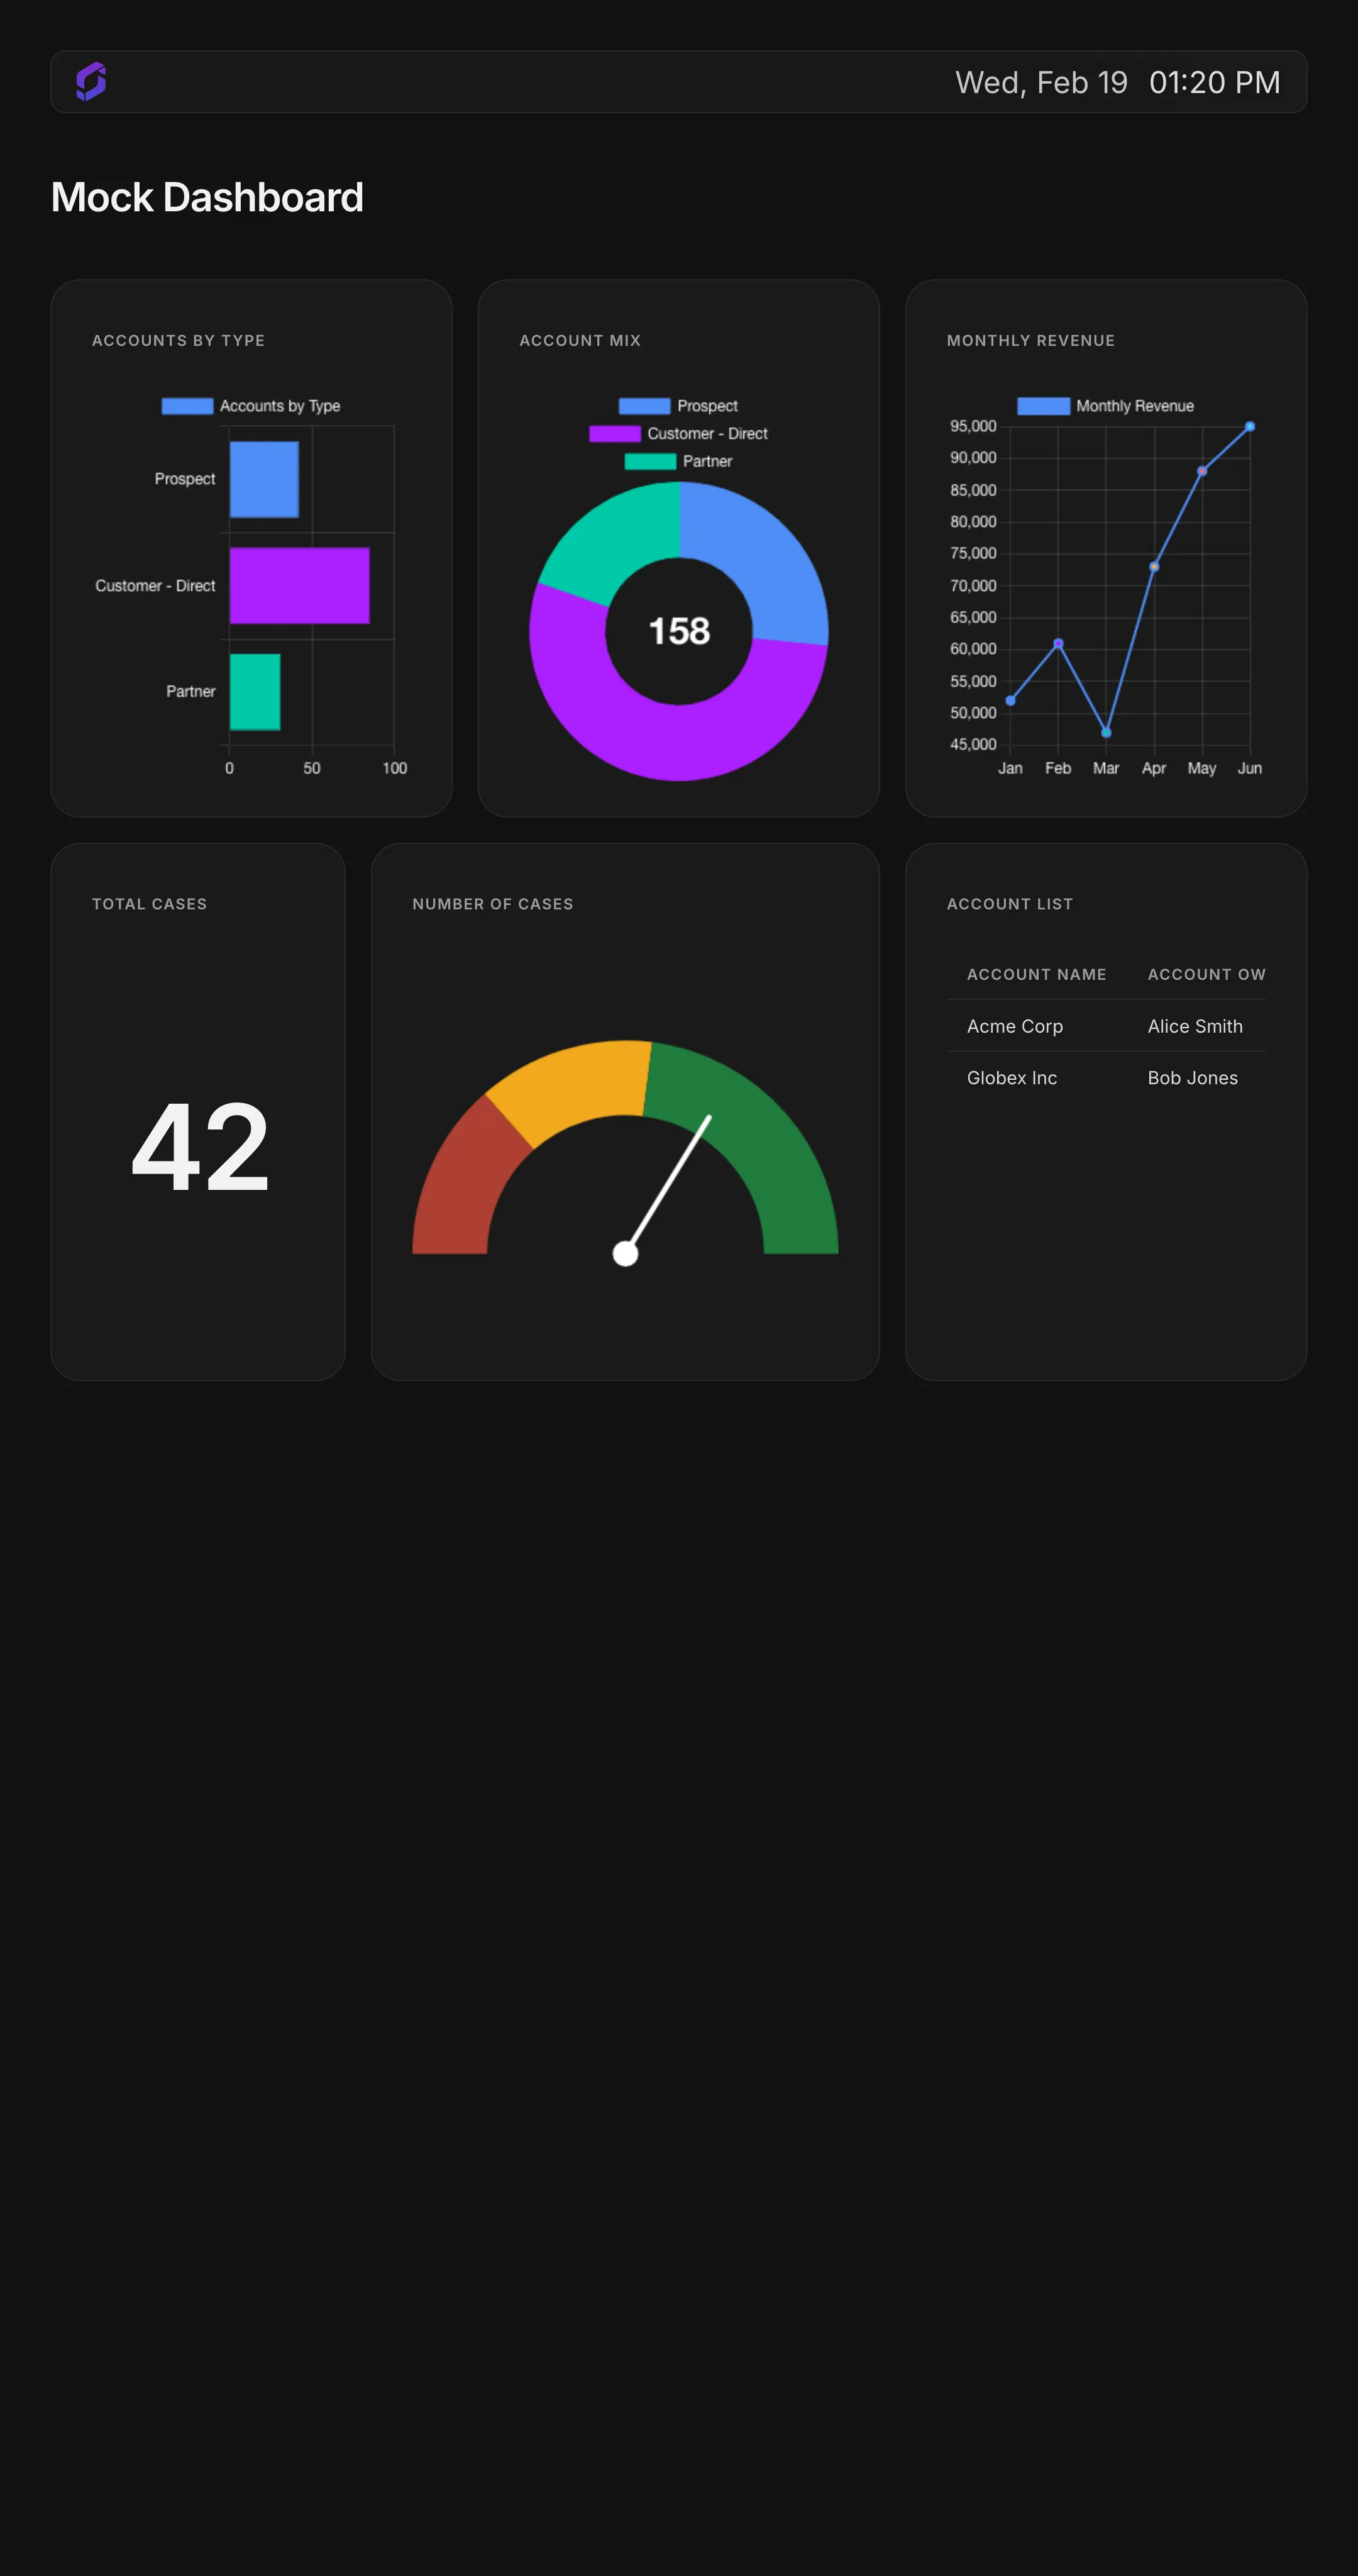 Wed, Feb 19 01:20 PM
Mock Dashboard
ACCOUNTS BY TYPE
Accounts by Type
Prospect
Customer - Direct
Partner
0 50 100
ACCOUNT MIX
Prospect
Customer - Direct
Partner
158
MONTHLY REVENUE
Monthly Revenue
95,000
90,000
85,000
80,000
75,000
70,000
65,000
60,000
55,000
50,000
45,000
Jan Feb Mar Apr May Jun
TOTAL CASES
42
NUMBER OF CASES
ACCOUNT LIST
ACCOUNT NAME ACCOUNT OW
Acme Corp Alice Smith
Globex Inc Bob Jones